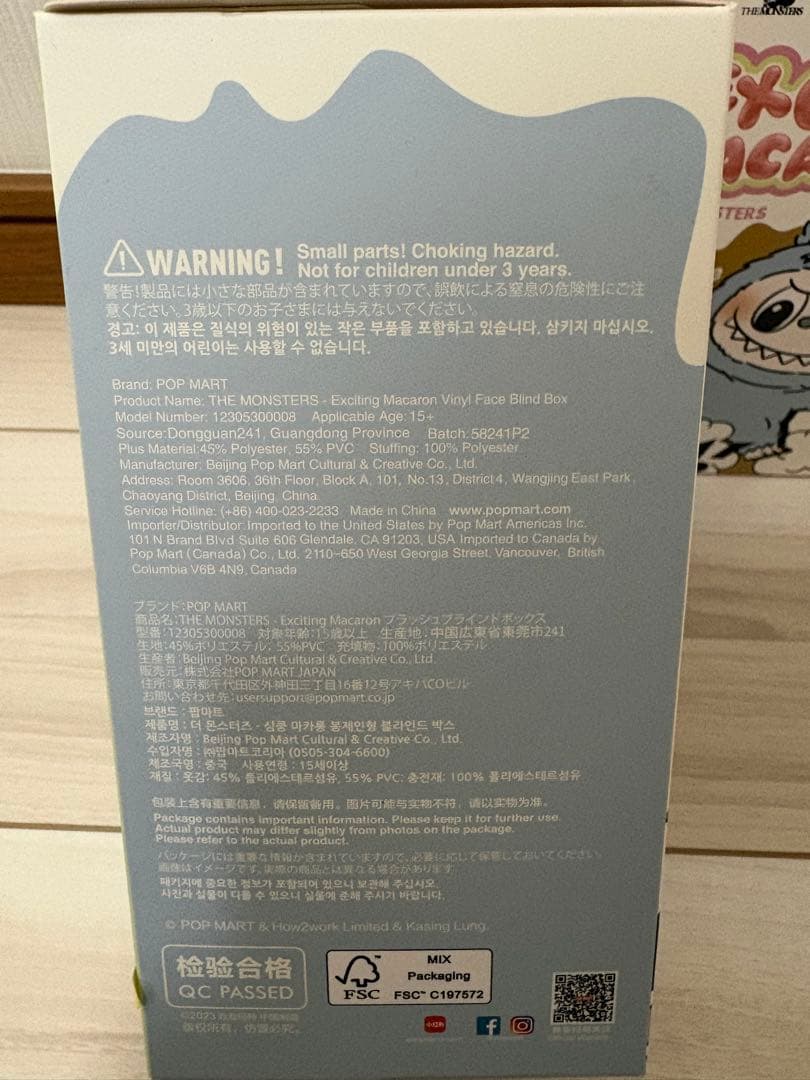 THE MONSTERS
WARNING! Small parts! Choking hazard.
Not for children under 3 years.
警告!製品には小さな部品が含まれていますので、誤飲による窒息の危険性にご注
意ください。3歳以下のお子さまには与えないでください。
경고: 이 제품은 질식의 위험이 있는 작은 부품을 포함하고 있습니다. 삼키지 마십시오.
3세 미만의 어린이는 사용할 수 없습니다.
Brand: POP MART
Product Name: THE MONSTERS - Exciting Macaron Vinyl Face Blind Box
Model Number: 12305300008 Applicable Age: 15+
Source:Dongguan241, Guangdong Province Batch:58241P2
Plus Material:45% Polyester, 55% PVC Stuffing: 100% Polyester
Manufacturer: Beijing Pop Mart Cultural & Creative Co., Ltd.
Address: Room 3606, 36th Floor, Block A, 101, No.13, District 4, Wangjing East Park,
Chaoyang District, Beijing, China
Service Hotline: (+86) 400-023-2233 Made in China www.popmart.com
Importer/Distributor: Imported to the United States by Pop Mart Americas Inc.
101 N Brand Blvd Suite 606 Glendale, CA 91203, USA Imported to Canada by
Pop Mart (Canada) Co., Ltd. 2110-650 West Georgia Street, Vancouver, British
Columbia V6B 4N9, Canada
ブランド:POP MART
商品名:THE MONSTERS - Exciting Macaron プラッシュブラインドボックス
型番:12305300008 対象年齢:15歳以上 生産地:中国広東省東莞市241
生地:45%ポリエステル; 55%PVC 充填物:100%ポリエステル
生産者:Beijing Pop Mart Cultural & Creative Co., Ltd.
販売元:株式会社POP MART JAPAN
住所:東京都千代田区外神田三丁目16番12号アキバCOビル
お問い合わせ先:usersupport@popmart.co.jp
브랜드 : 팝마트
제품명 : 더 몬스터즈 - 심쿵 마카롱 봉제인형 블라인드 박스
제조자명 : Beijing Pop Mart Cultural & Creative Co., Ltd.
수입자명 : ㈜팝마트코리아 (0505-304-6600)
제조국명 : 중국 사용연령 : 15세이상
재질 : 옷감: 45% 폴리에스테르섬유, 55% PVC; 충전재: 100% 폴리에스테르섬유
包装上含有重要信息,请保留备用。图片可能与实物不符,请以实物为准。
Package contains important information. Please keep it for further use.
Actual product may differ slightly from photos on the package.
Please refer to the actual product.
パッケージには重要な情報が含まれていますので、必要に応じて保管しておいてください。
画像はイメージです。実際の商品とは異なる場合があります
패키지에 중요한 정보가 포함되어 있으니 보관해 주십시오.
사진과 실물이 다를 수 있으니 실물에 준해 주시기 바랍니다.
© POP MART & How2work Limited & Kasing Lung.
检验合格
QC PASSED
FSC
MIX
Packaging
FSC™ C197572
©2023 泡泡玛特 中国制造
版权所有,仿冒必究。
小红书